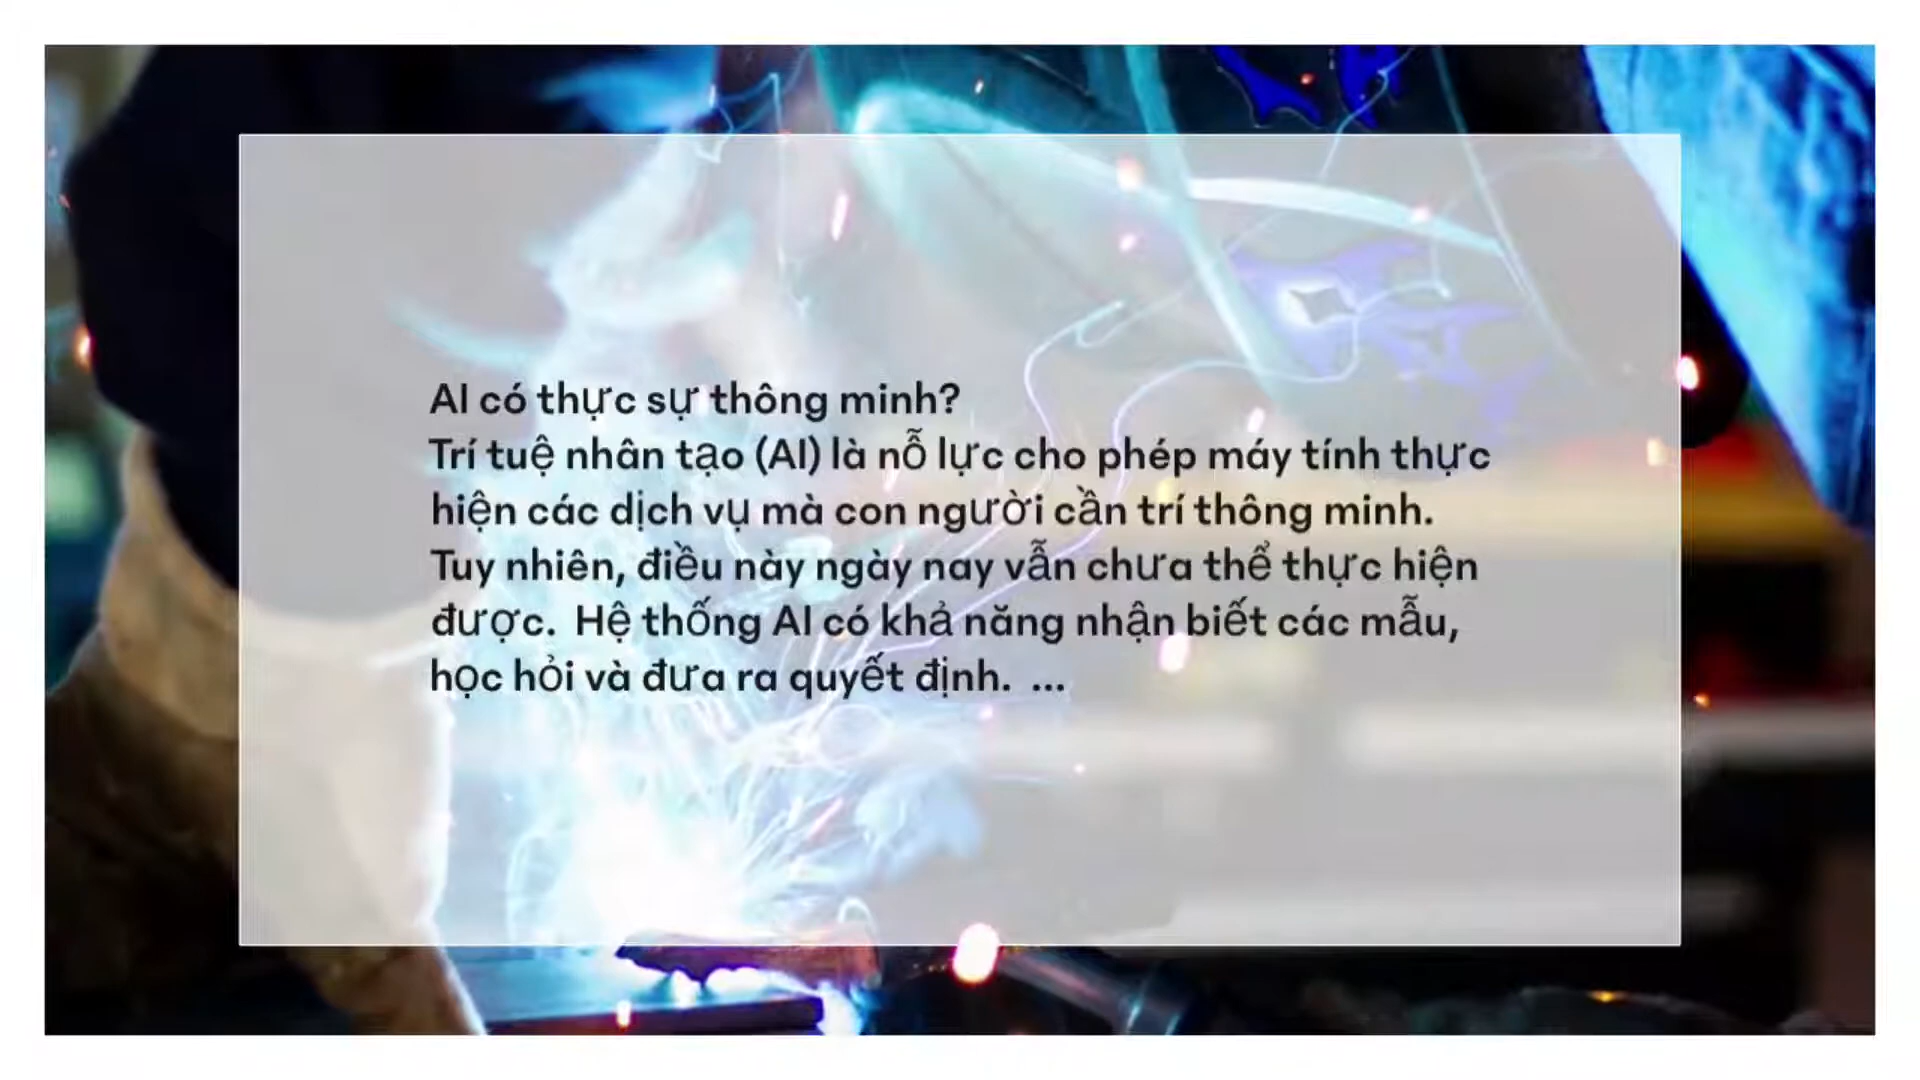 AI có thực sự thông minh?
Trí tuệ nhân tạo (AI) là nỗ lực cho phép máy tính thực
hiện các dịch vụ mà con người cần trí thông minh.
Tuy nhiên, điều này ngày nay vẫn chưa thể thực hiện
được.  Hệ thống AI có khả năng nhận biết các mẫu,
học hỏi và đưa ra quyết định.  ...